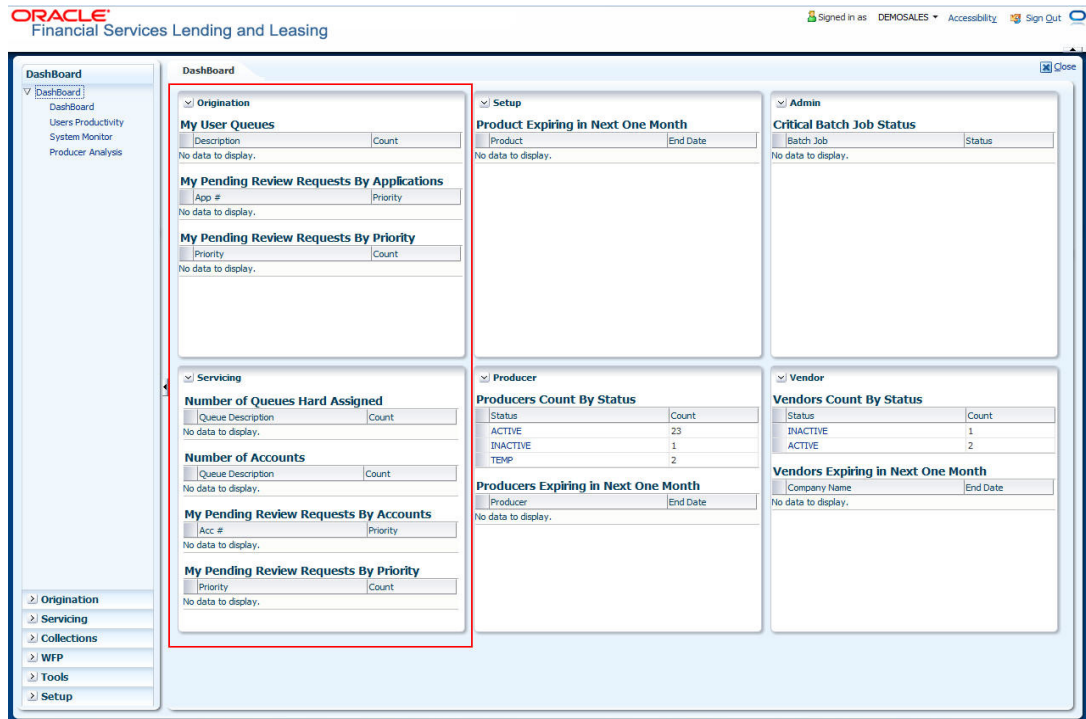 ORACLE
Financial Services Lending and Leasing
Signed in as DEMOSALES Accessibility Sign Out
Close
DashBoard
DashBoard
DashBoard
Users Productivity
System Monitor
Producer Analysis
Origination
Servicing
Collections
WFP
Tools
Setup
DashBoard
Origination
My User Queues
Description Count
No data to display.
My Pending Review Requests By Applications
App # Priority
No data to display.
My Pending Review Requests By Priority
Priority Count
No data to display.
Setup
Product Expiring in Next One Month
Product End Date
No data to display.
Admin
Critical Batch Job Status
Batch Job Status
No data to display.
Servicing
Number of Queues Hard Assigned
Queue Description Count
No data to display.
Number of Accounts
Queue Description Count
No data to display.
My Pending Review Requests By Accounts
Acc # Priority
No data to display.
My Pending Review Requests By Priority
Priority Count
No data to display.
Producer
Producers Count By Status
Status Count
ACTIVE 23
INACTIVE 1
TEMP 2
Producers Expiring in Next One Month
Producer End Date
No data to display.
Vendor
Vendors Count By Status
Status Count
INACTIVE 1
ACTIVE 2
Vendors Expiring in Next One Month
Company Name End Date
No data to display.